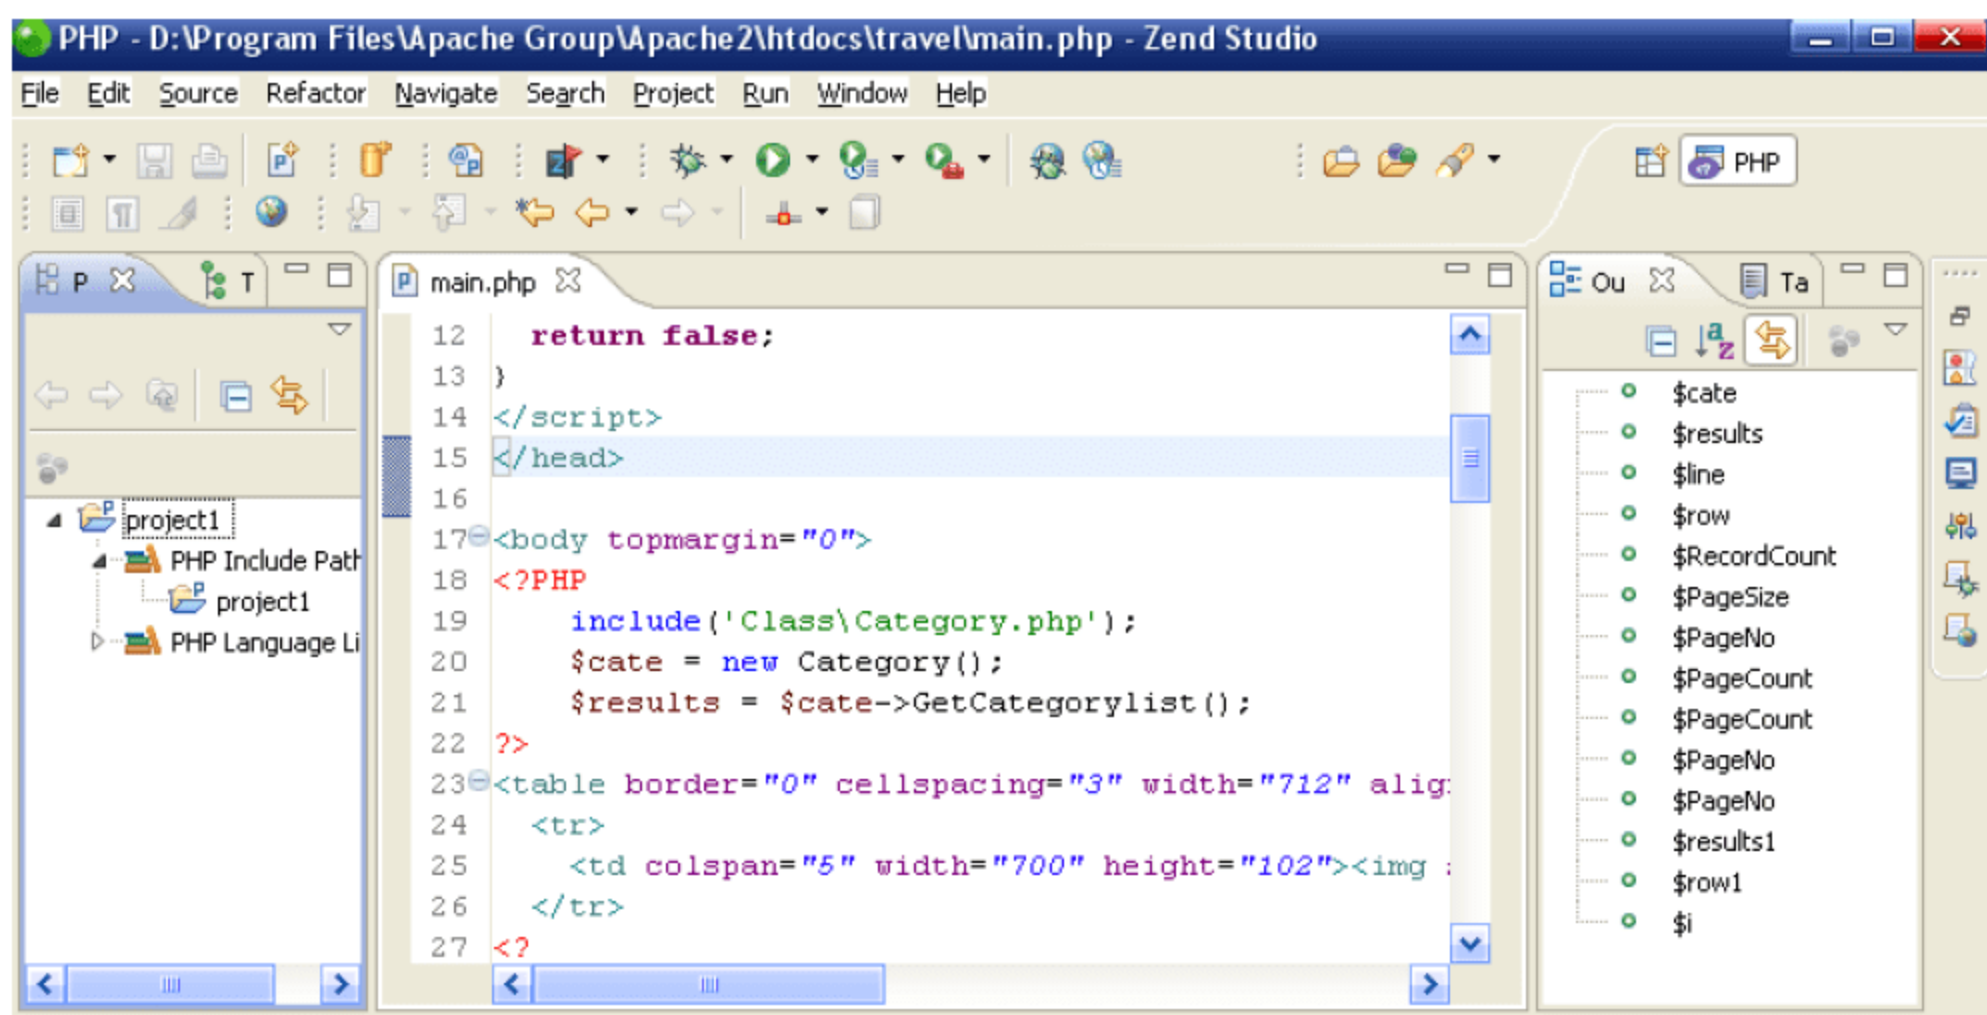 PHP - D:\Program Files\Apache Group\Apache2\htdocs\travel\main.php - Zend Studio
File Edit Source Refactor Navigate Search Project Run Window Help
PHP
P T
main.php
Ou Ta
project1
PHP Include Path
project1
PHP Language Li
12 return false;
13 }
14 </script>
15 </head>
16
17 <body topmargin="0">
18 <?PHP
19 include('Class\Category.php');
20 $cate = new Category();
21 $results = $cate->GetCategorylist();
22 ?>
23 <table border="0" cellspacing="3" width="712" alig
24 <tr>
25 <td colspan="5" width="700" height="102"><img
26 </tr>
27 <?
$cate
$results
$line
$row
$RecordCount
$PageSize
$PageNo
$PageCount
$PageCount
$PageNo
$PageNo
$results1
$row1
$i